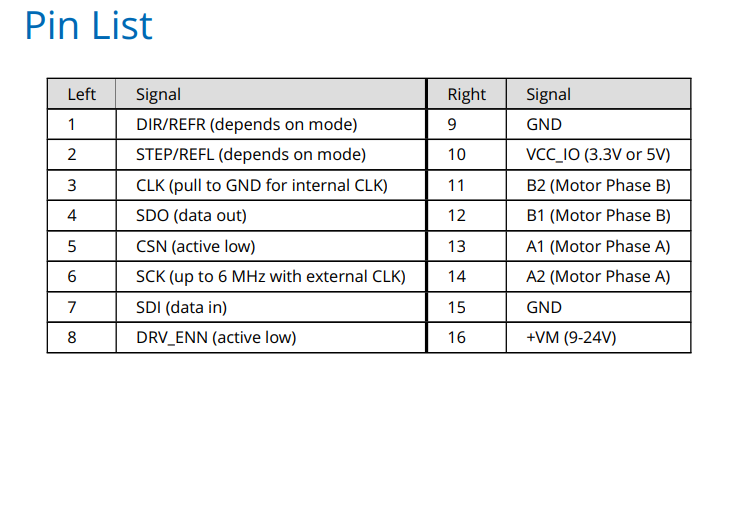 Pin List
Left Signal Right Signal
1 DIR/REFR (depends on mode) 9 GND
2 STEP/REFL (depends on mode) 10 VCC_IO (3.3V or 5V)
3 CLK (pull to GND for internal CLK) 11 B2 (Motor Phase B)
4 SDO (data out) 12 B1 (Motor Phase B)
5 CSN (active low) 13 A1 (Motor Phase A)
6 SCK (up to 6 MHz with external CLK) 14 A2 (Motor Phase A)
7 SDI (data in) 15 GND
8 DRV_ENN (active low) 16 +VM (9-24V)